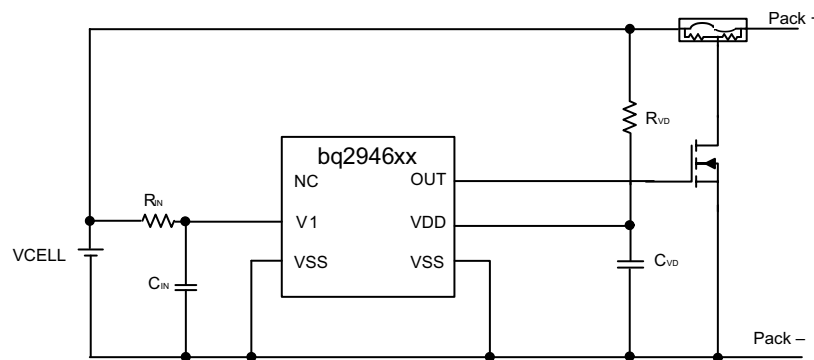 Pack +
RVD
bq2946xx
NC
OUT
RIN
V1
VDD
VCELL
VSS
VSS
CIN
CVD
Pack –